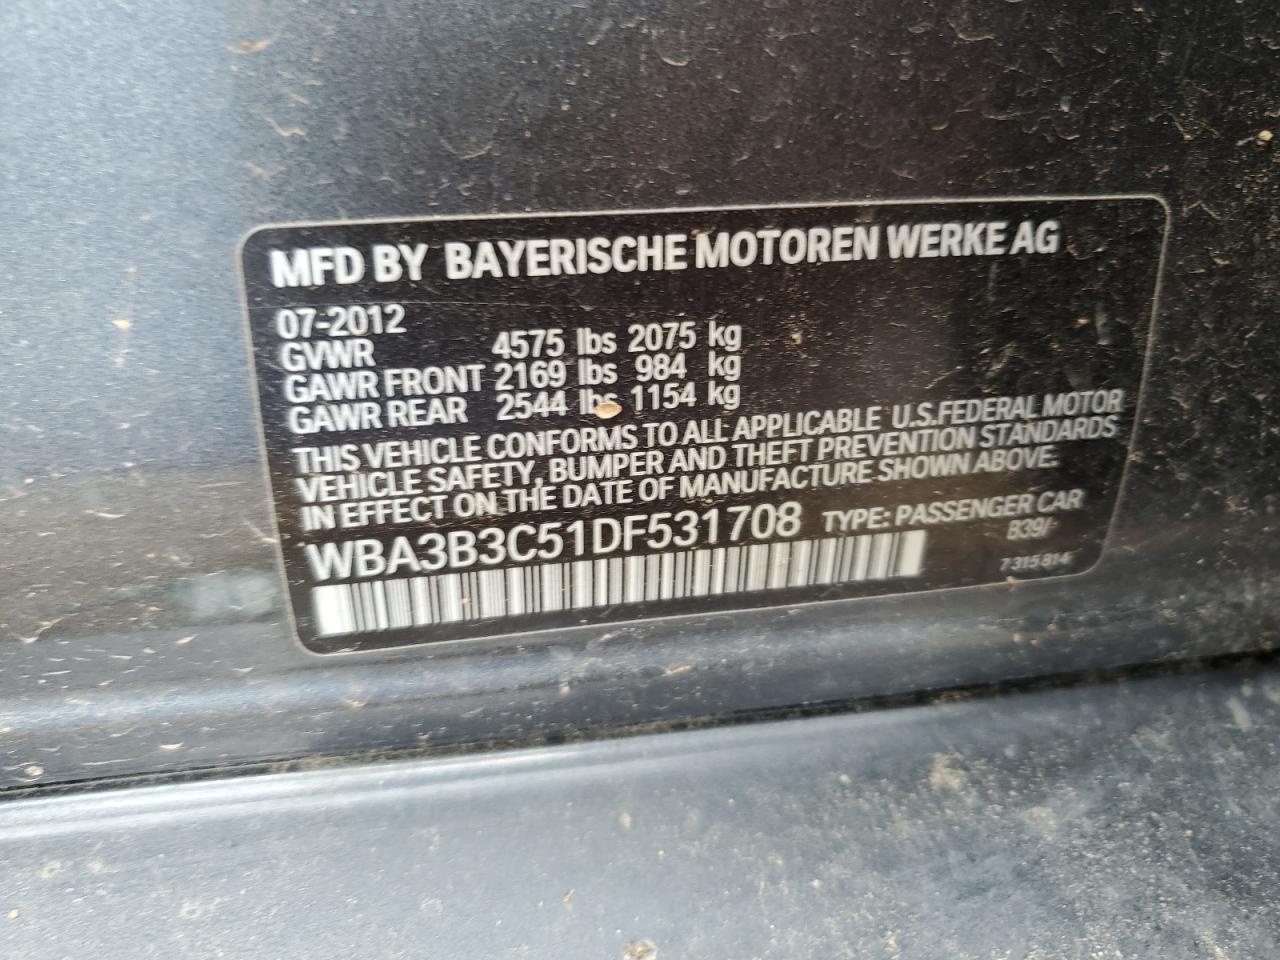 MFD BY BAYERISCHE MOTOREN WERKE AG
07-2012
GVWR 4575 lbs 2075 kg
GAWR FRONT 2169 lbs 984 kg
GAWR REAR 2544 lbs 1154 kg
THIS VEHICLE CONFORMS TO ALL APPLICABLE U.S.FEDERAL MOTOR
VEHICLE SAFETY, BUMPER AND THEFT PREVENTION STANDARDS
IN EFFECT ON THE DATE OF MANUFACTURE SHOWN ABOVE.
WBA3B3C51DF531708 TYPE: PASSENGER CAR
B39/
7 315 814